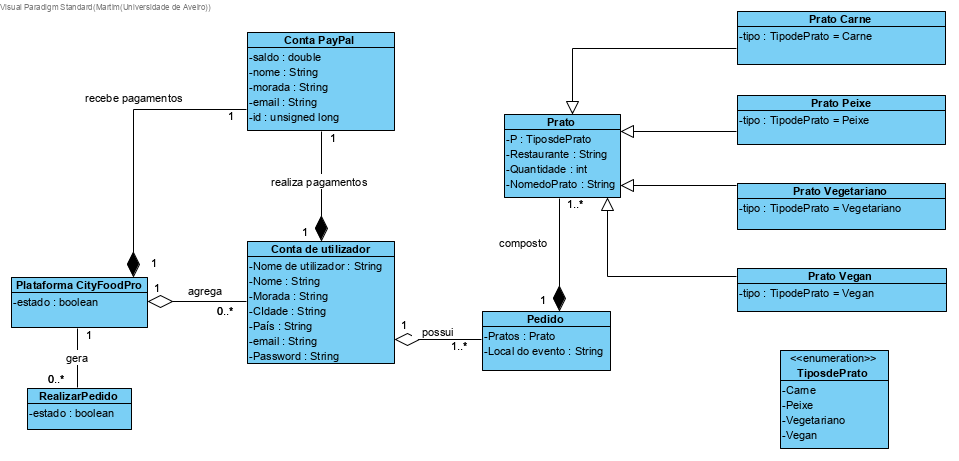 Visual Paradigm Standard(Martim(Universidade de Aveiro))
Conta PayPal
-saldo : double
-nome : String
-morada : String
-email : String
-id : unsigned long
recebe pagamentos
1
1
realiza pagamentos
1
1
Plataforma CityFoodPro
-estado : boolean
1
agrega
0..*
1
gera
0..*
RealizarPedido
-estado : boolean
Conta de utilizador
-Nome de utilizador : String
-Nome : String
-Morada : String
-CIdade : String
-País : String
-email : String
-Password : String
1
possui
1..*
Pedido
-Pratos : Prato
-Local do evento : String
1
composto
1..*
Prato
-P : TiposdePrato
-Restaurante : String
-Quantidade : int
-NomedoPrato : String
Prato Carne
-tipo : TipodePrato = Carne
Prato Peixe
-tipo : TipodePrato = Peixe
Prato Vegetariano
-tipo : TipodePrato = Vegetariano
Prato Vegan
-tipo : TipodePrato = Vegan
<<enumeration>>
TiposdePrato
-Carne
-Peixe
-Vegetariano
-Vegan